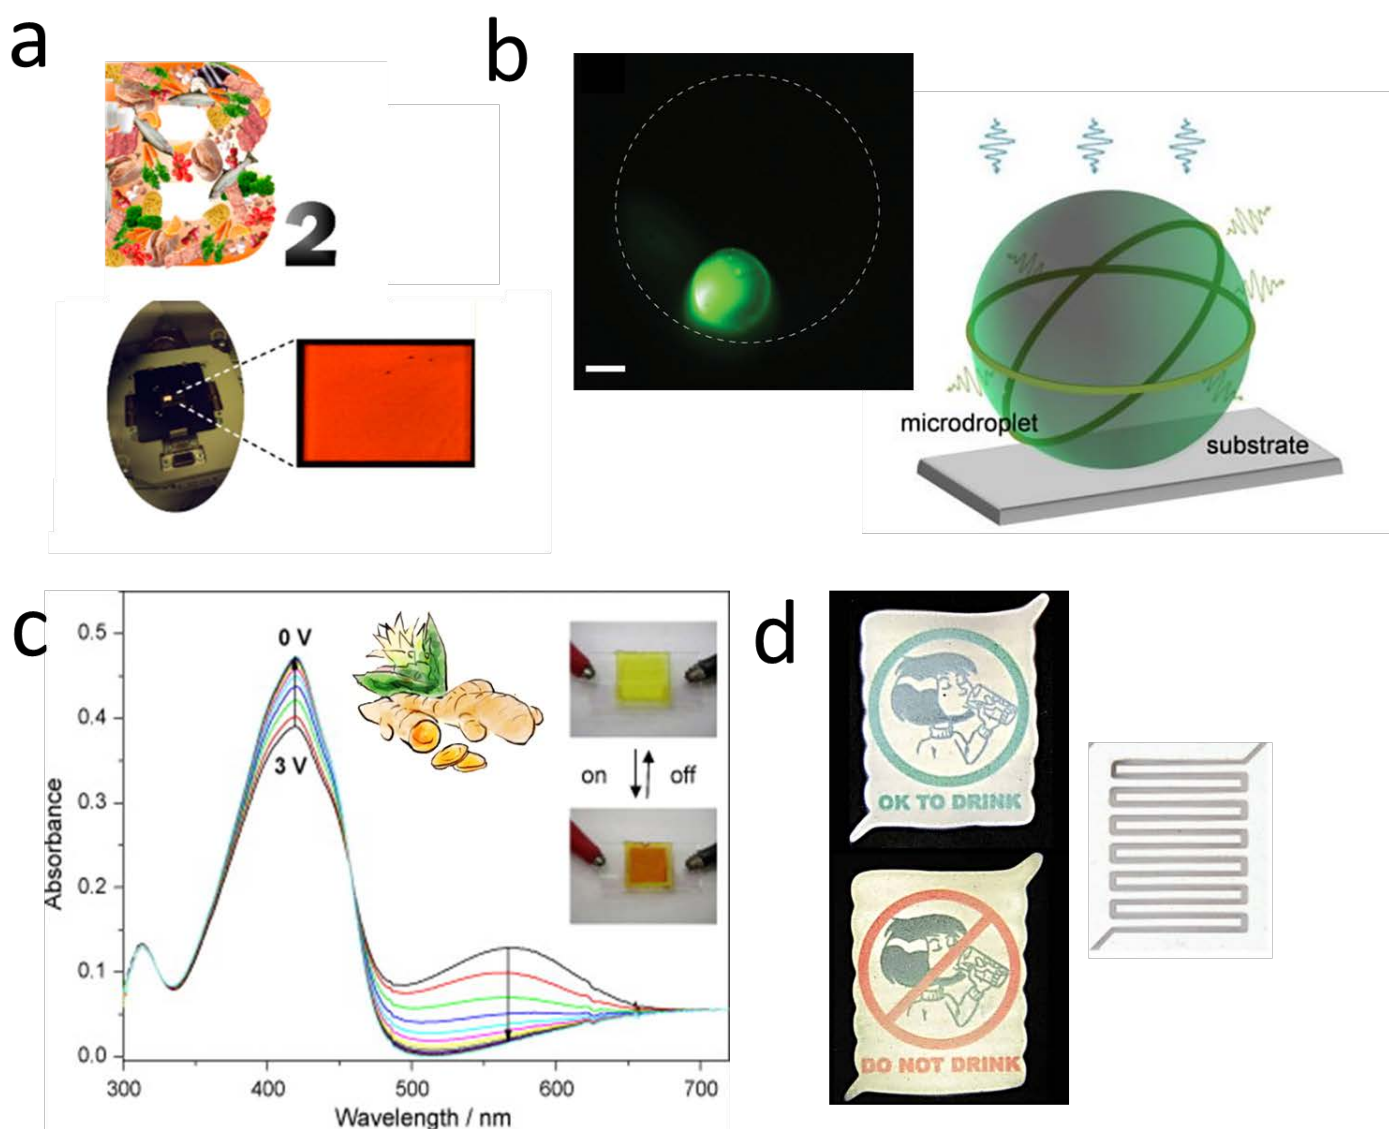 a
B2
b
microdroplet
substrate
c
0 V
3 V
on
off
0.5
0.4
0.3
0.2
0.1
0.0
Absorbance
300
400
500
600
700
Wavelength / nm
d
OK TO DRINK
DO NOT DRINK